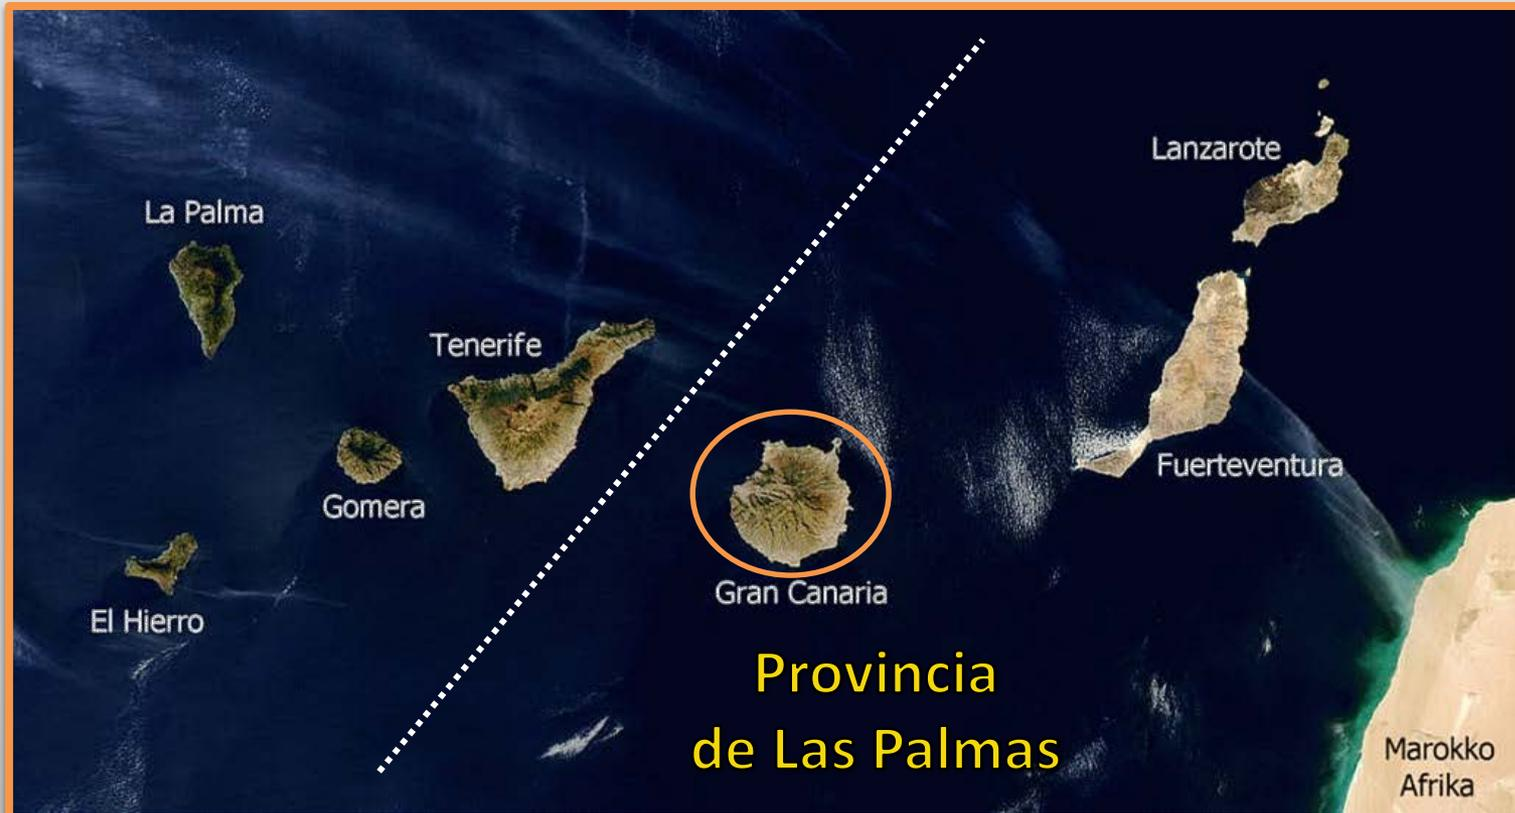 Lanzarote
La Palma
Tenerife
Fuerteventura
Gomera
Gran Canaria
El Hierro
Provincia
de Las Palmas
Marokko
Afrika